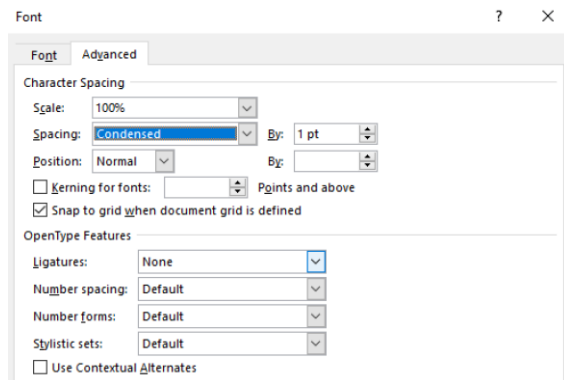 Font ?
Font Advanced
Character Spacing
Scale: 100%
Spacing: Condensed By: 1 pt
Position: Normal By:
Kerning for fonts: Points and above
Snap to grid when document grid is defined
OpenType Features
Ligatures: None
Number spacing: Default
Number forms: Default
Stylistic sets: Default
Use Contextual Alternates